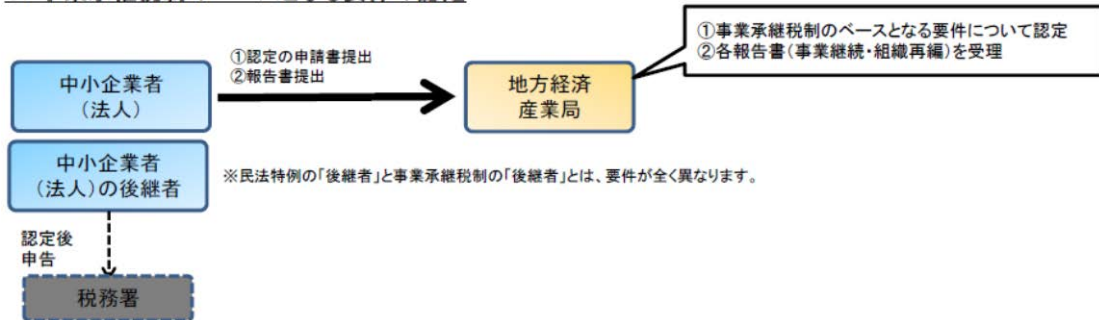 ①認定の申請書提出
②報告書提出
①事業承継税制のベースとなる要件について認定
②各報告書(事業継続・組織再編)を受理
中小企業者
(法人)
地方経済
産業局
中小企業者
(法人)の後継者
※民法特例の「後継者」と事業承継税制の「後継者」とは、要件が全く異なります。
認定後
申告
税務署